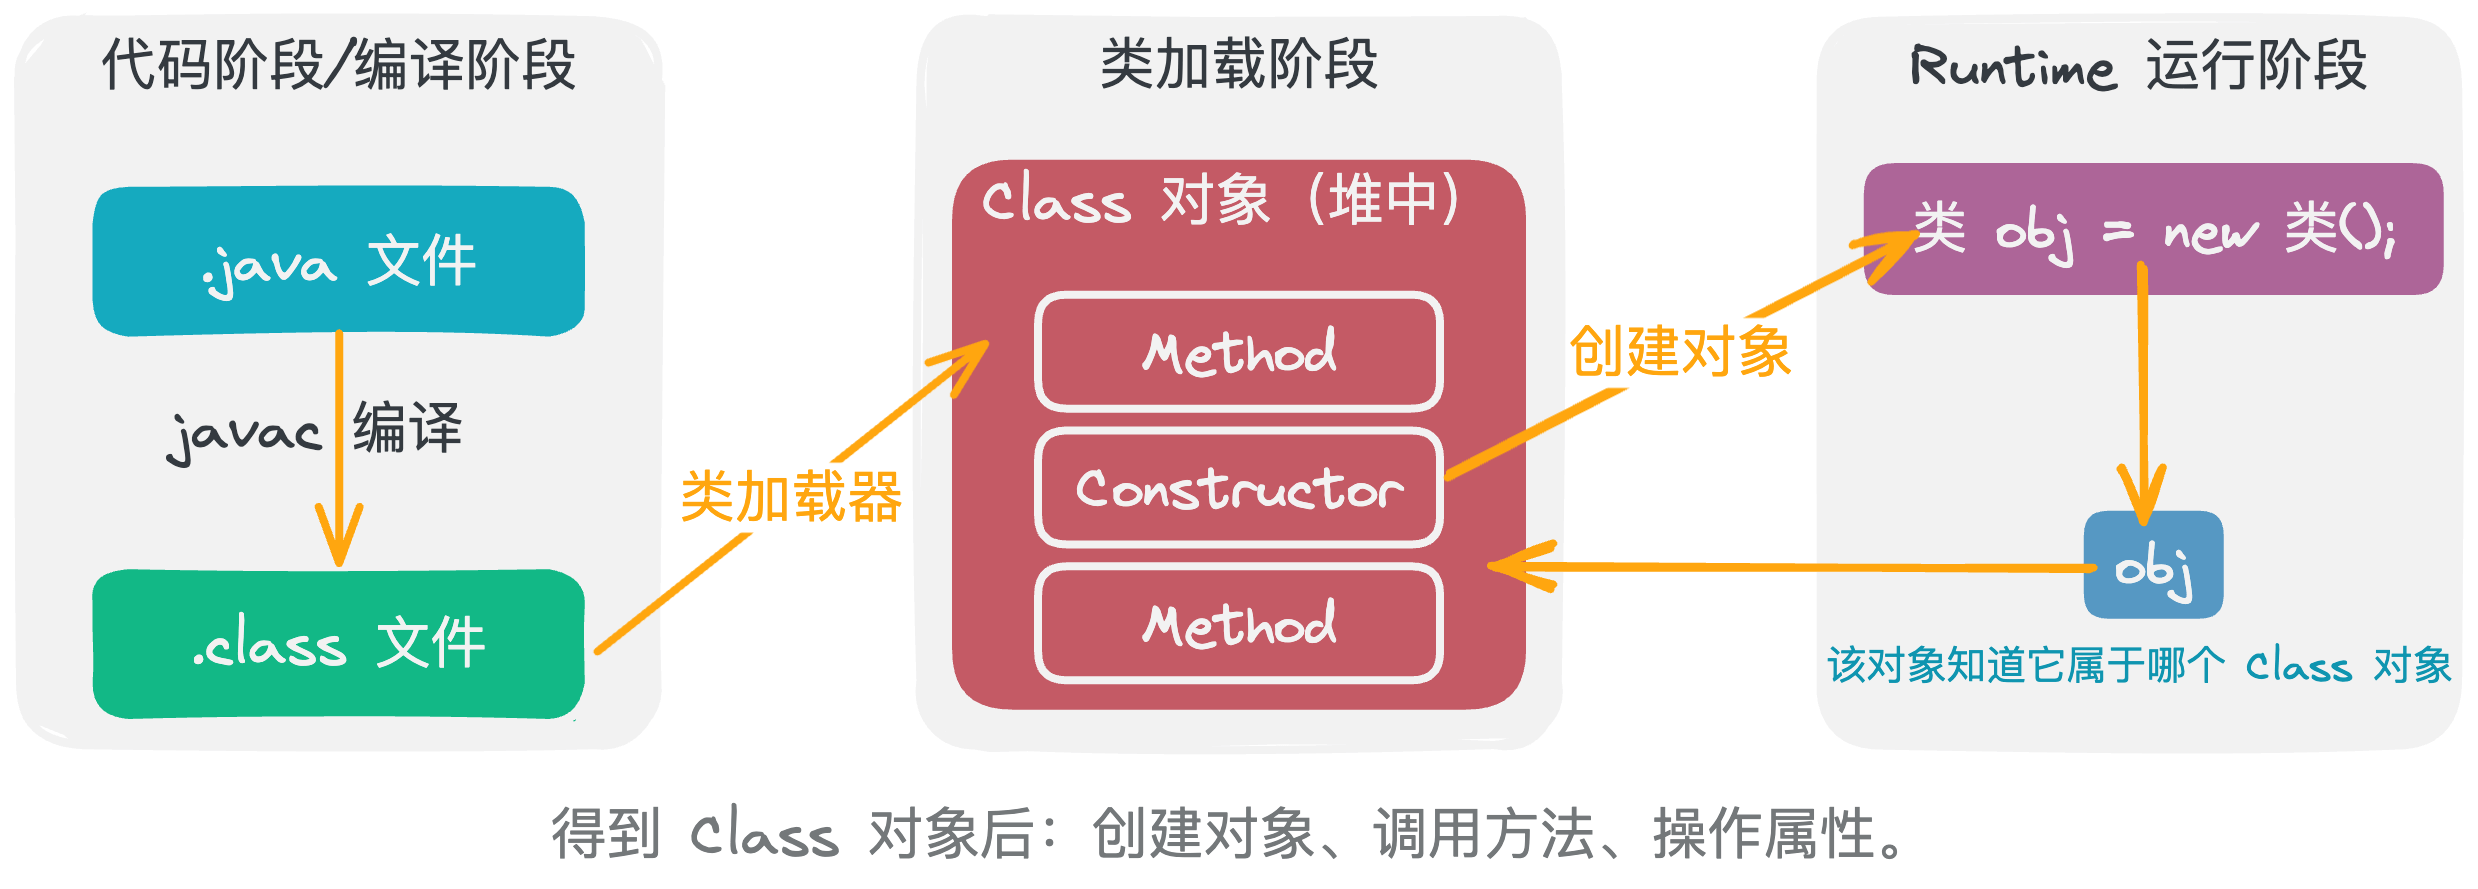 代码阶段/编译阶段
.java 文件
javac 编译
.class 文件
类加载器
类加载阶段
Class 对象（堆中）
Method
Constructor
Method
创建对象
Runtime 运行阶段
类 obj = new 类();
obj
该对象知道它属于哪个 Class 对象
得到 Class 对象后：创建对象、调用方法、操作属性。